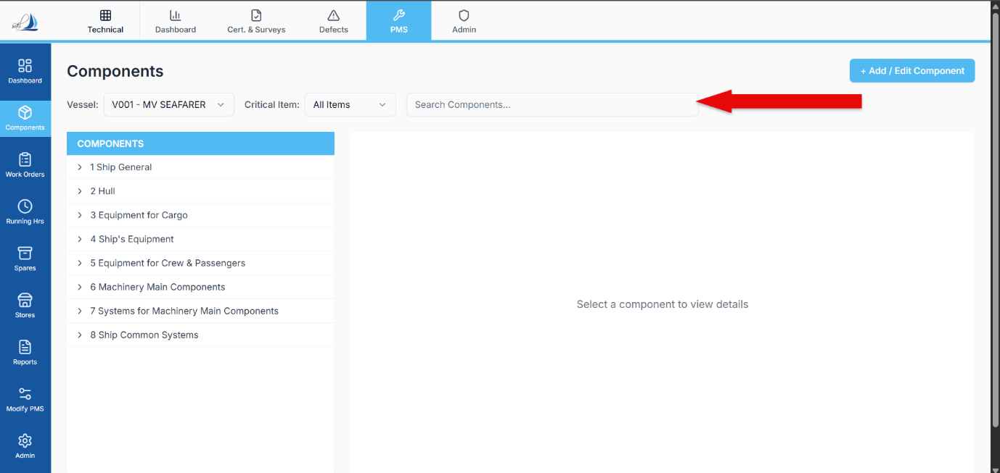 Technical
Dashboard
Cert. & Surveys
Defects
PMS
Admin
Dashboard
Components
Work Orders
Running Hrs
Spares
Stores
Reports
Modify PMS
Admin
Components
+ Add / Edit Component
Vessel: V001 - MV SEAFARER Critical Item: All Items Search Components...
COMPONENTS
1 Ship General
2 Hull
3 Equipment for Cargo
4 Ship's Equipment
5 Equipment for Crew & Passengers
6 Machinery Main Components
7 Systems for Machinery Main Components
8 Ship Common Systems
Select a component to view details